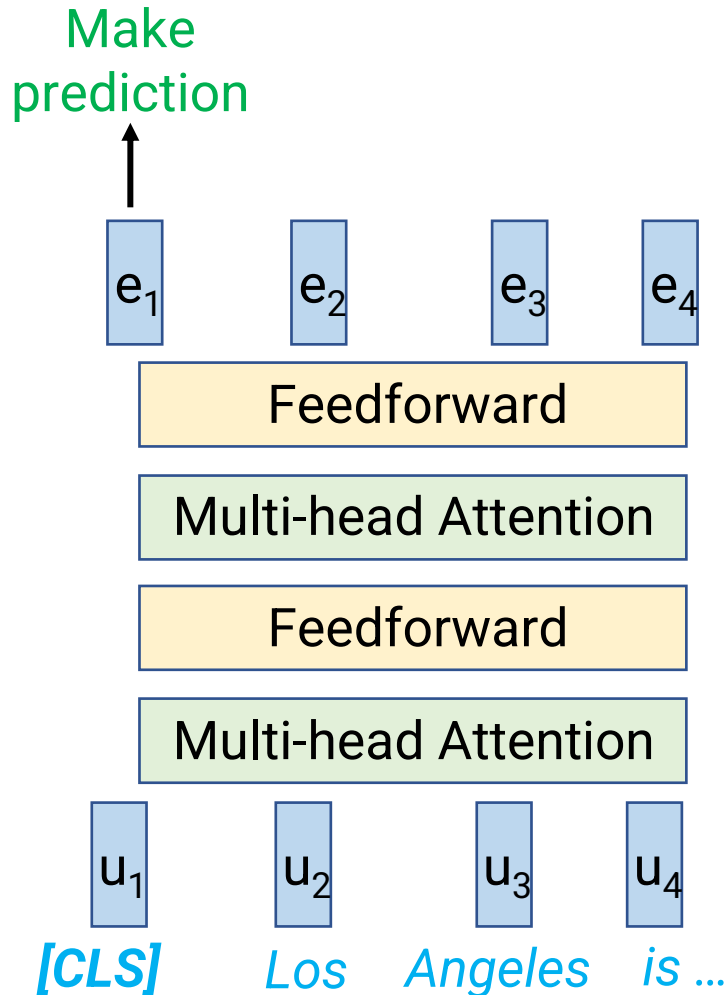 Make
prediction
e₁ e₂ e₃ e₄
Feedforward
Multi-head Attention
Feedforward
Multi-head Attention
u₁ u₂ u₃ u₄
[CLS] Los Angeles is ...